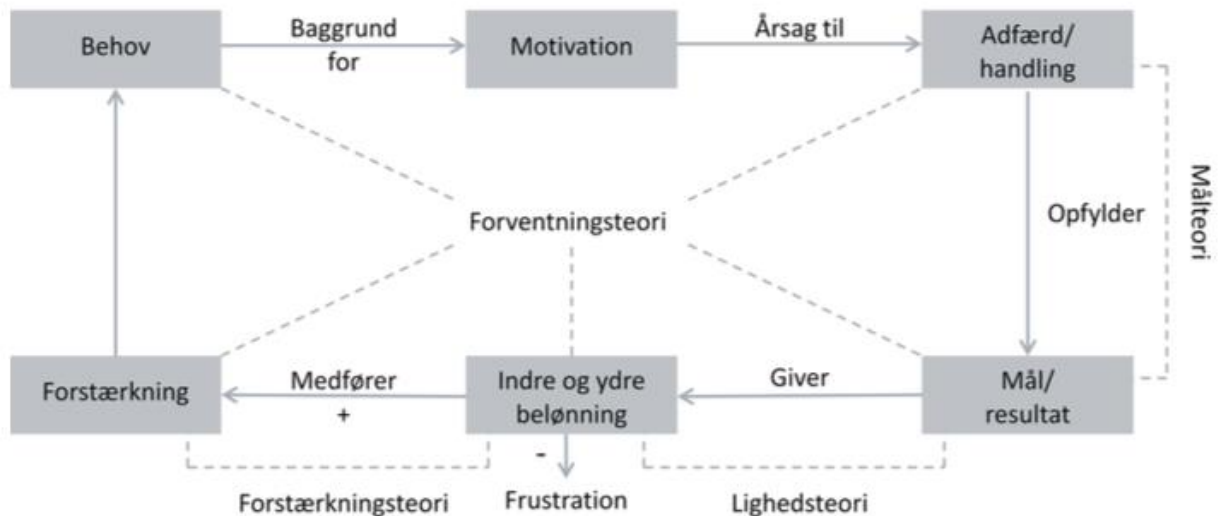 Behov
Baggrund
for
Motivation
Årsag til
Adfærd/
handling
Forventningsteori
Opfylder
Målteori
Forstærkning
Medfører
+
Indre og ydre
belønning
Giver
Mål/
resultat
-
Forstærkningsteori
Frustration
Lighedsteori